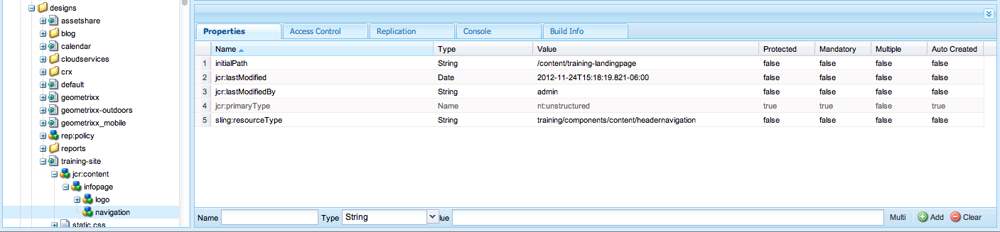 designs
assetshare
blog
calendar
cloudservices
crx
default
geometrixx
geometrixx-outdoors
geometrixx_mobile
rep:policy
reports
training-site
jcr:content
infopage
logo
navigation
static.css
Properties Access Control Replication Console Build Info
Name Type Value Protected Mandatory Multiple Auto Created
1 initialPath String /content/training-landingpage false false false false
2 jcr:lastModified Date 2012-11-24T15:18:19.821-06:00 false false false false
3 jcr:lastModifiedBy String admin false false false false
4 jcr:primaryType Name nt:unstructured true true false true
5 sling:resourceType String training/components/content/headernavigation false false false false
Name Type String lue Multi Add Clear